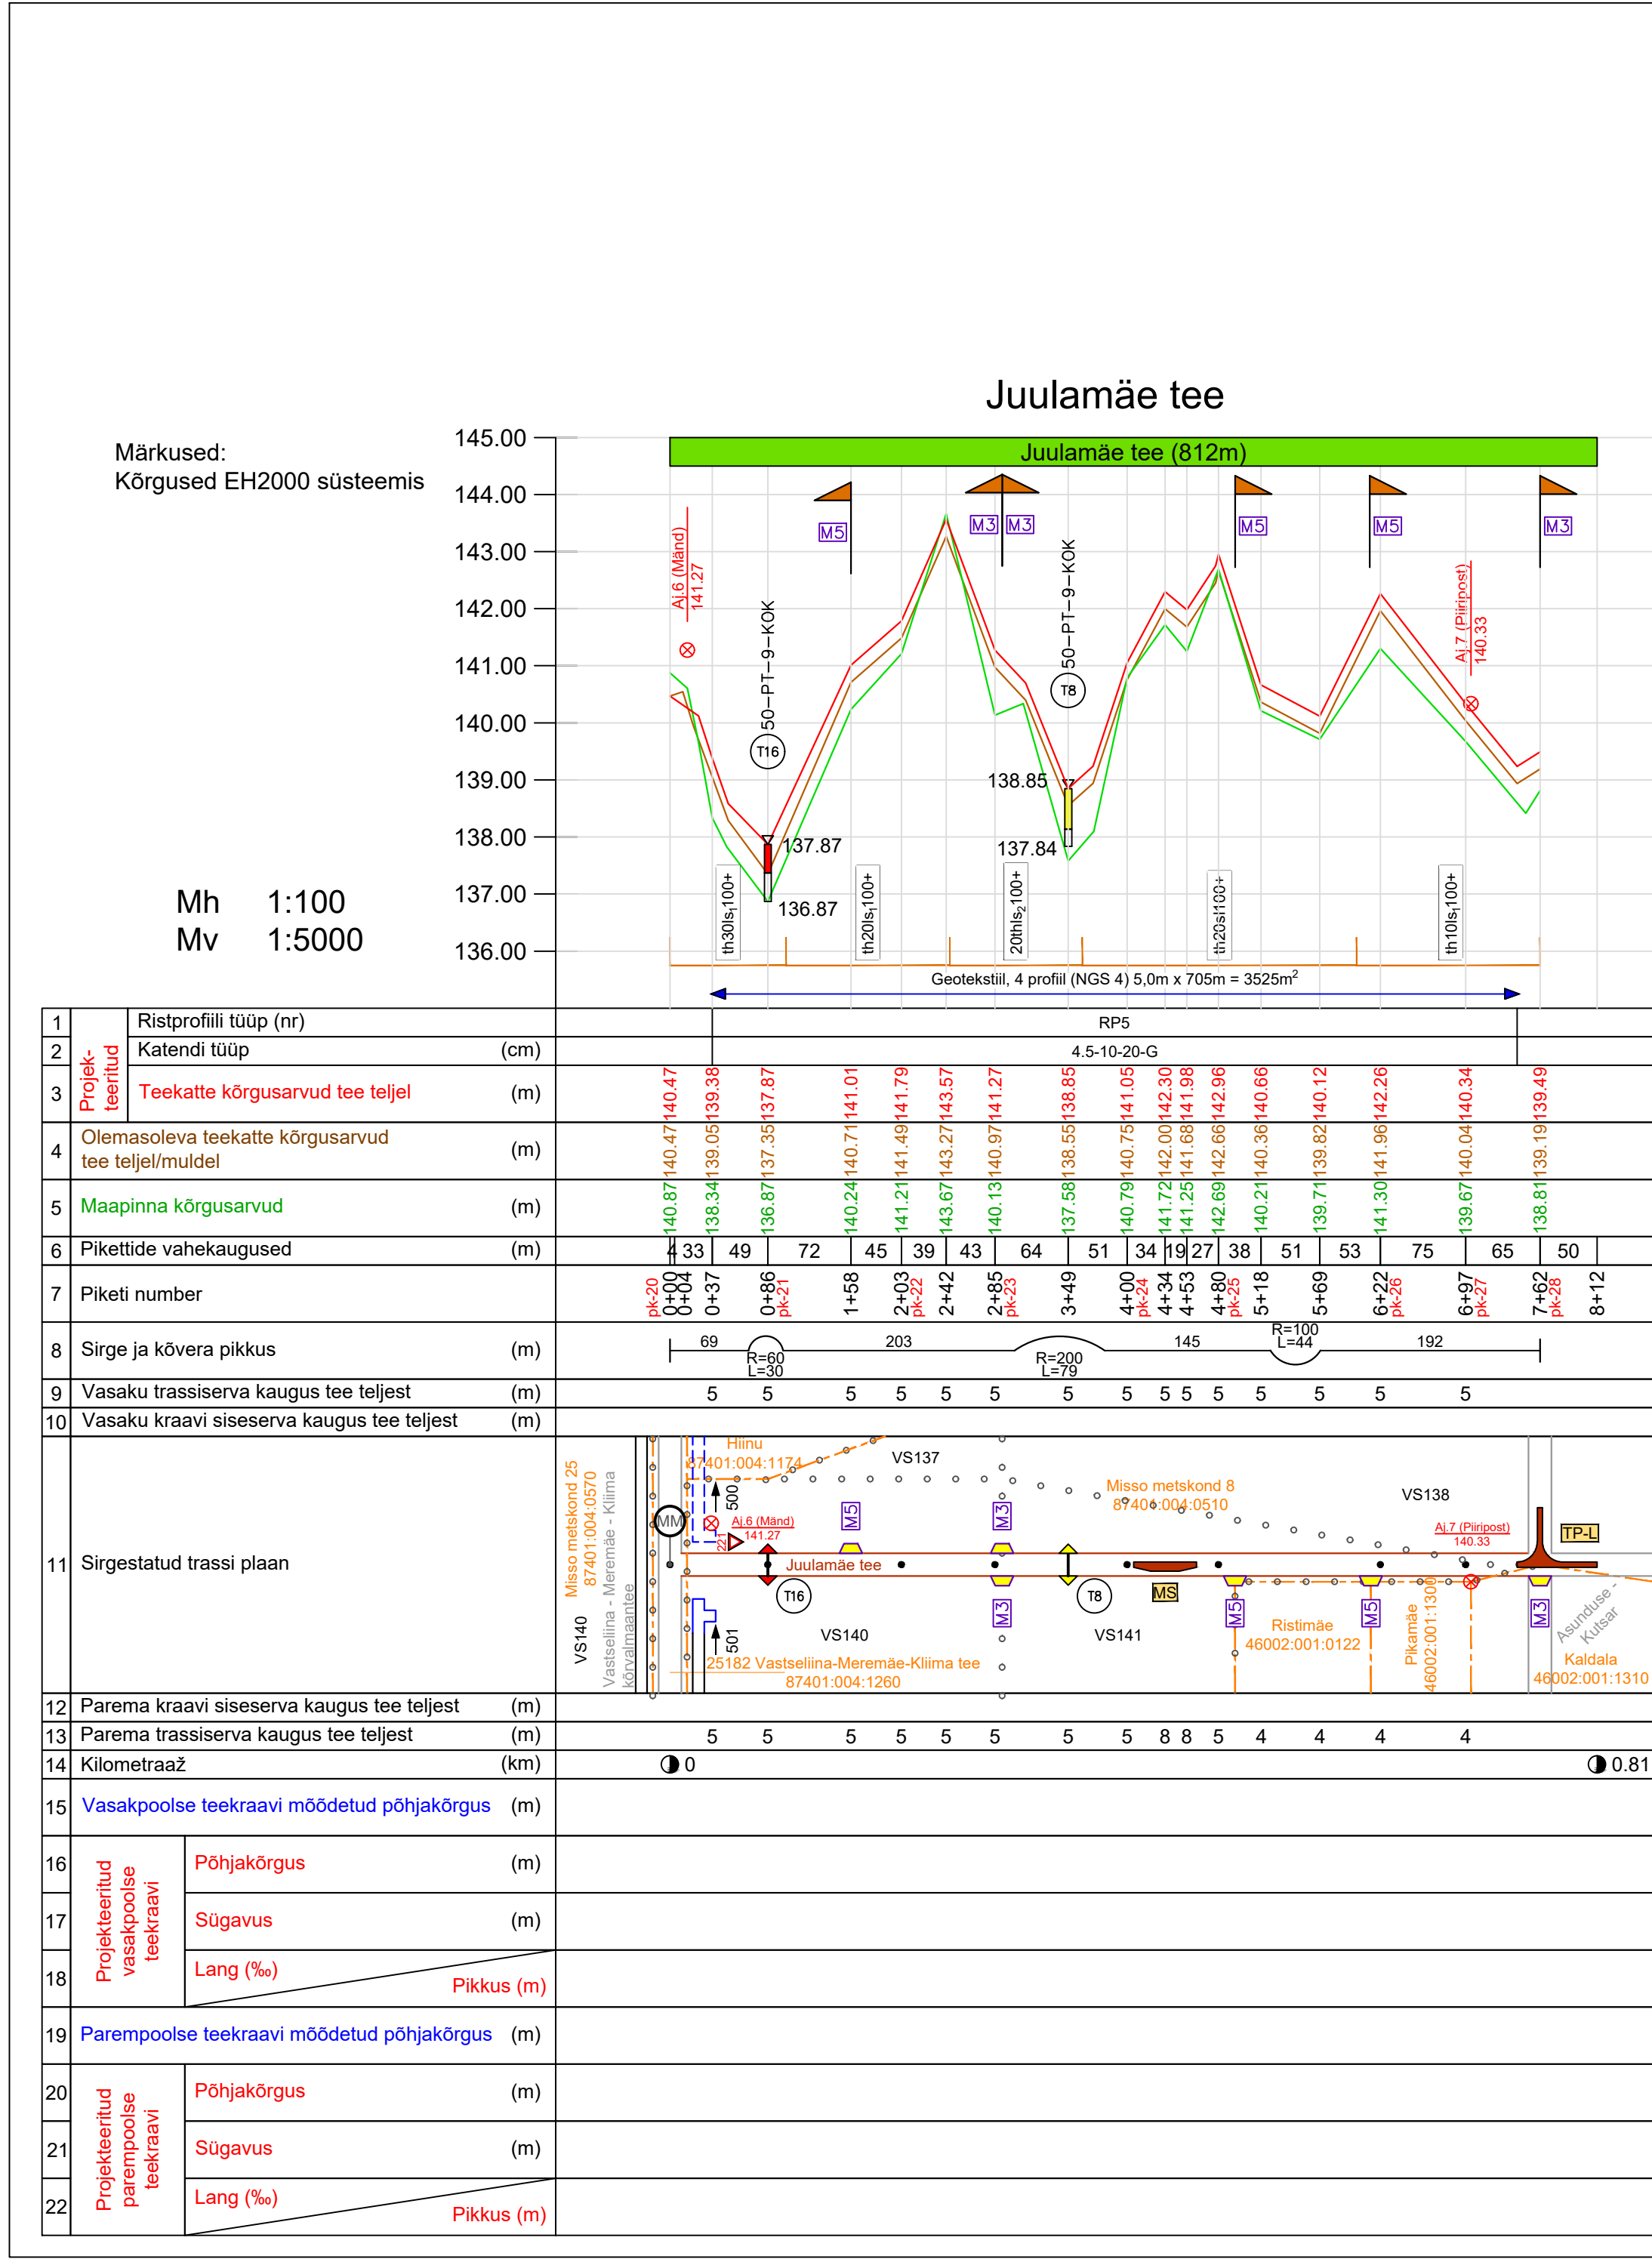 Juulamäe tee
Märkused:
Kõrgused EH2000 süsteemis
Mh 1:100
Mv 1:5000
145.00
144.00
143.00
142.00
141.00
140.00
139.00
138.00
137.00
136.00
Juulamäe tee (812m)
M5
M3 M3
M5
M5
M3
Aj.6 (Mänd)
141.27
50-PT-9-KOK
T16
137.87
136.87
50-PT-9-KOK
T8
138.85
137.84
Aj.7 (Piiripost)
140.33
th30ls₁100+
th20ls₁100+
20thls₂100+
th20sl100+
th10ls₁100+
Geotekstiil, 4 profiil (NGS 4) 5,0m x 705m = 3525m²
Projek-
teeritud
1 Ristprofiili tüüp (nr) RP5
2 Katendi tüüp (cm) 4.5-10-20-G
3 Teekatte kõrgusarvud tee teljel (m) 140.47 139.38 137.87 141.01 141.79 143.57 141.27 138.85 141.05 142.30 141.98 142.96 140.66 140.12 142.26 140.34 139.49
4 Olemasoleva teekatte kõrgusarvud
tee teljel/muldel (m) 140.47 139.05 137.35 140.71 141.49 143.27 140.97 138.55 140.75 142.00 141.68 142.66 140.36 139.82 141.96 140.04 139.19
5 Maapinna kõrgusarvud (m) 140.87 138.34 136.87 140.24 141.21 143.67 140.13 137.58 140.79 141.72 141.25 142.69 140.21 139.71 141.30 139.67 138.81
6 Pikettide vahekaugused (m) 4 33 49 72 45 39 43 64 51 34 19 27 38 51 53 75 65 50
7 Piketi number pk-20 0+00 0+04 0+37 0+86 pk-21 1+58 2+03 pk-22 2+42 2+85 pk-23 3+49 4+00 pk-24 4+34 4+53 4+80 pk-25 5+18 5+69 6+22 pk-26 6+97 pk-27 7+62 pk-28 8+12
8 Sirge ja kõvera pikkus (m) 69 R=60 L=30 203 R=200 L=79 145 R=100 L=44 192
9 Vasaku trassiserva kaugus tee teljest (m) 5 5 5 5 5 5 5 5 5 5 5 5 5 5 5
10 Vasaku kraavi siseserva kaugus tee teljest (m)
11 Sirgestatud trassi plaan
Misso metskond 25
87401:004:0570
VS140
Vastseliina - Meremäe - Kliima
kõrvalmaantee
MM
Hiinu
87401:004:1174
500
221
Aj.6 (Mänd)
141.27
VS137
M5
M3
Misso metskond 8
87401:004:0510
VS138
Aj.7 (Piiripost)
140.33
TP-L
Juulamäe tee
T16
T8
MS
501
VS140
M3
VS141
M5
Ristimäe
46002:001:0122
M5
Pikamäe
46002:001:1300
M3
Asunduse -
Kutsar
Kaldala
46002:001:1310
25182 Vastseliina-Meremäe-Kliima tee
87401:004:1260
12 Parema kraavi siseserva kaugus tee teljest (m)
13 Parema trassiserva kaugus tee teljest (m) 5 5 5 5 5 5 5 5 8 8 5 4 4 4 4
14 Kilometraaž (km) 0 0.81
15 Vasakpoolse teekraavi mõõdetud põhjakõrgus (m)
Projekteeritud
vasakpoolse
teekraavi
16 Põhjakõrgus (m)
17 Sügavus (m)
18 Lang (‰) Pikkus (m)
19 Parempoolse teekraavi mõõdetud põhjakõrgus (m)
Projekteeritud
parempoolse
teekraavi
20 Põhjakõrgus (m)
21 Sügavus (m)
22 Lang (‰) Pikkus (m)